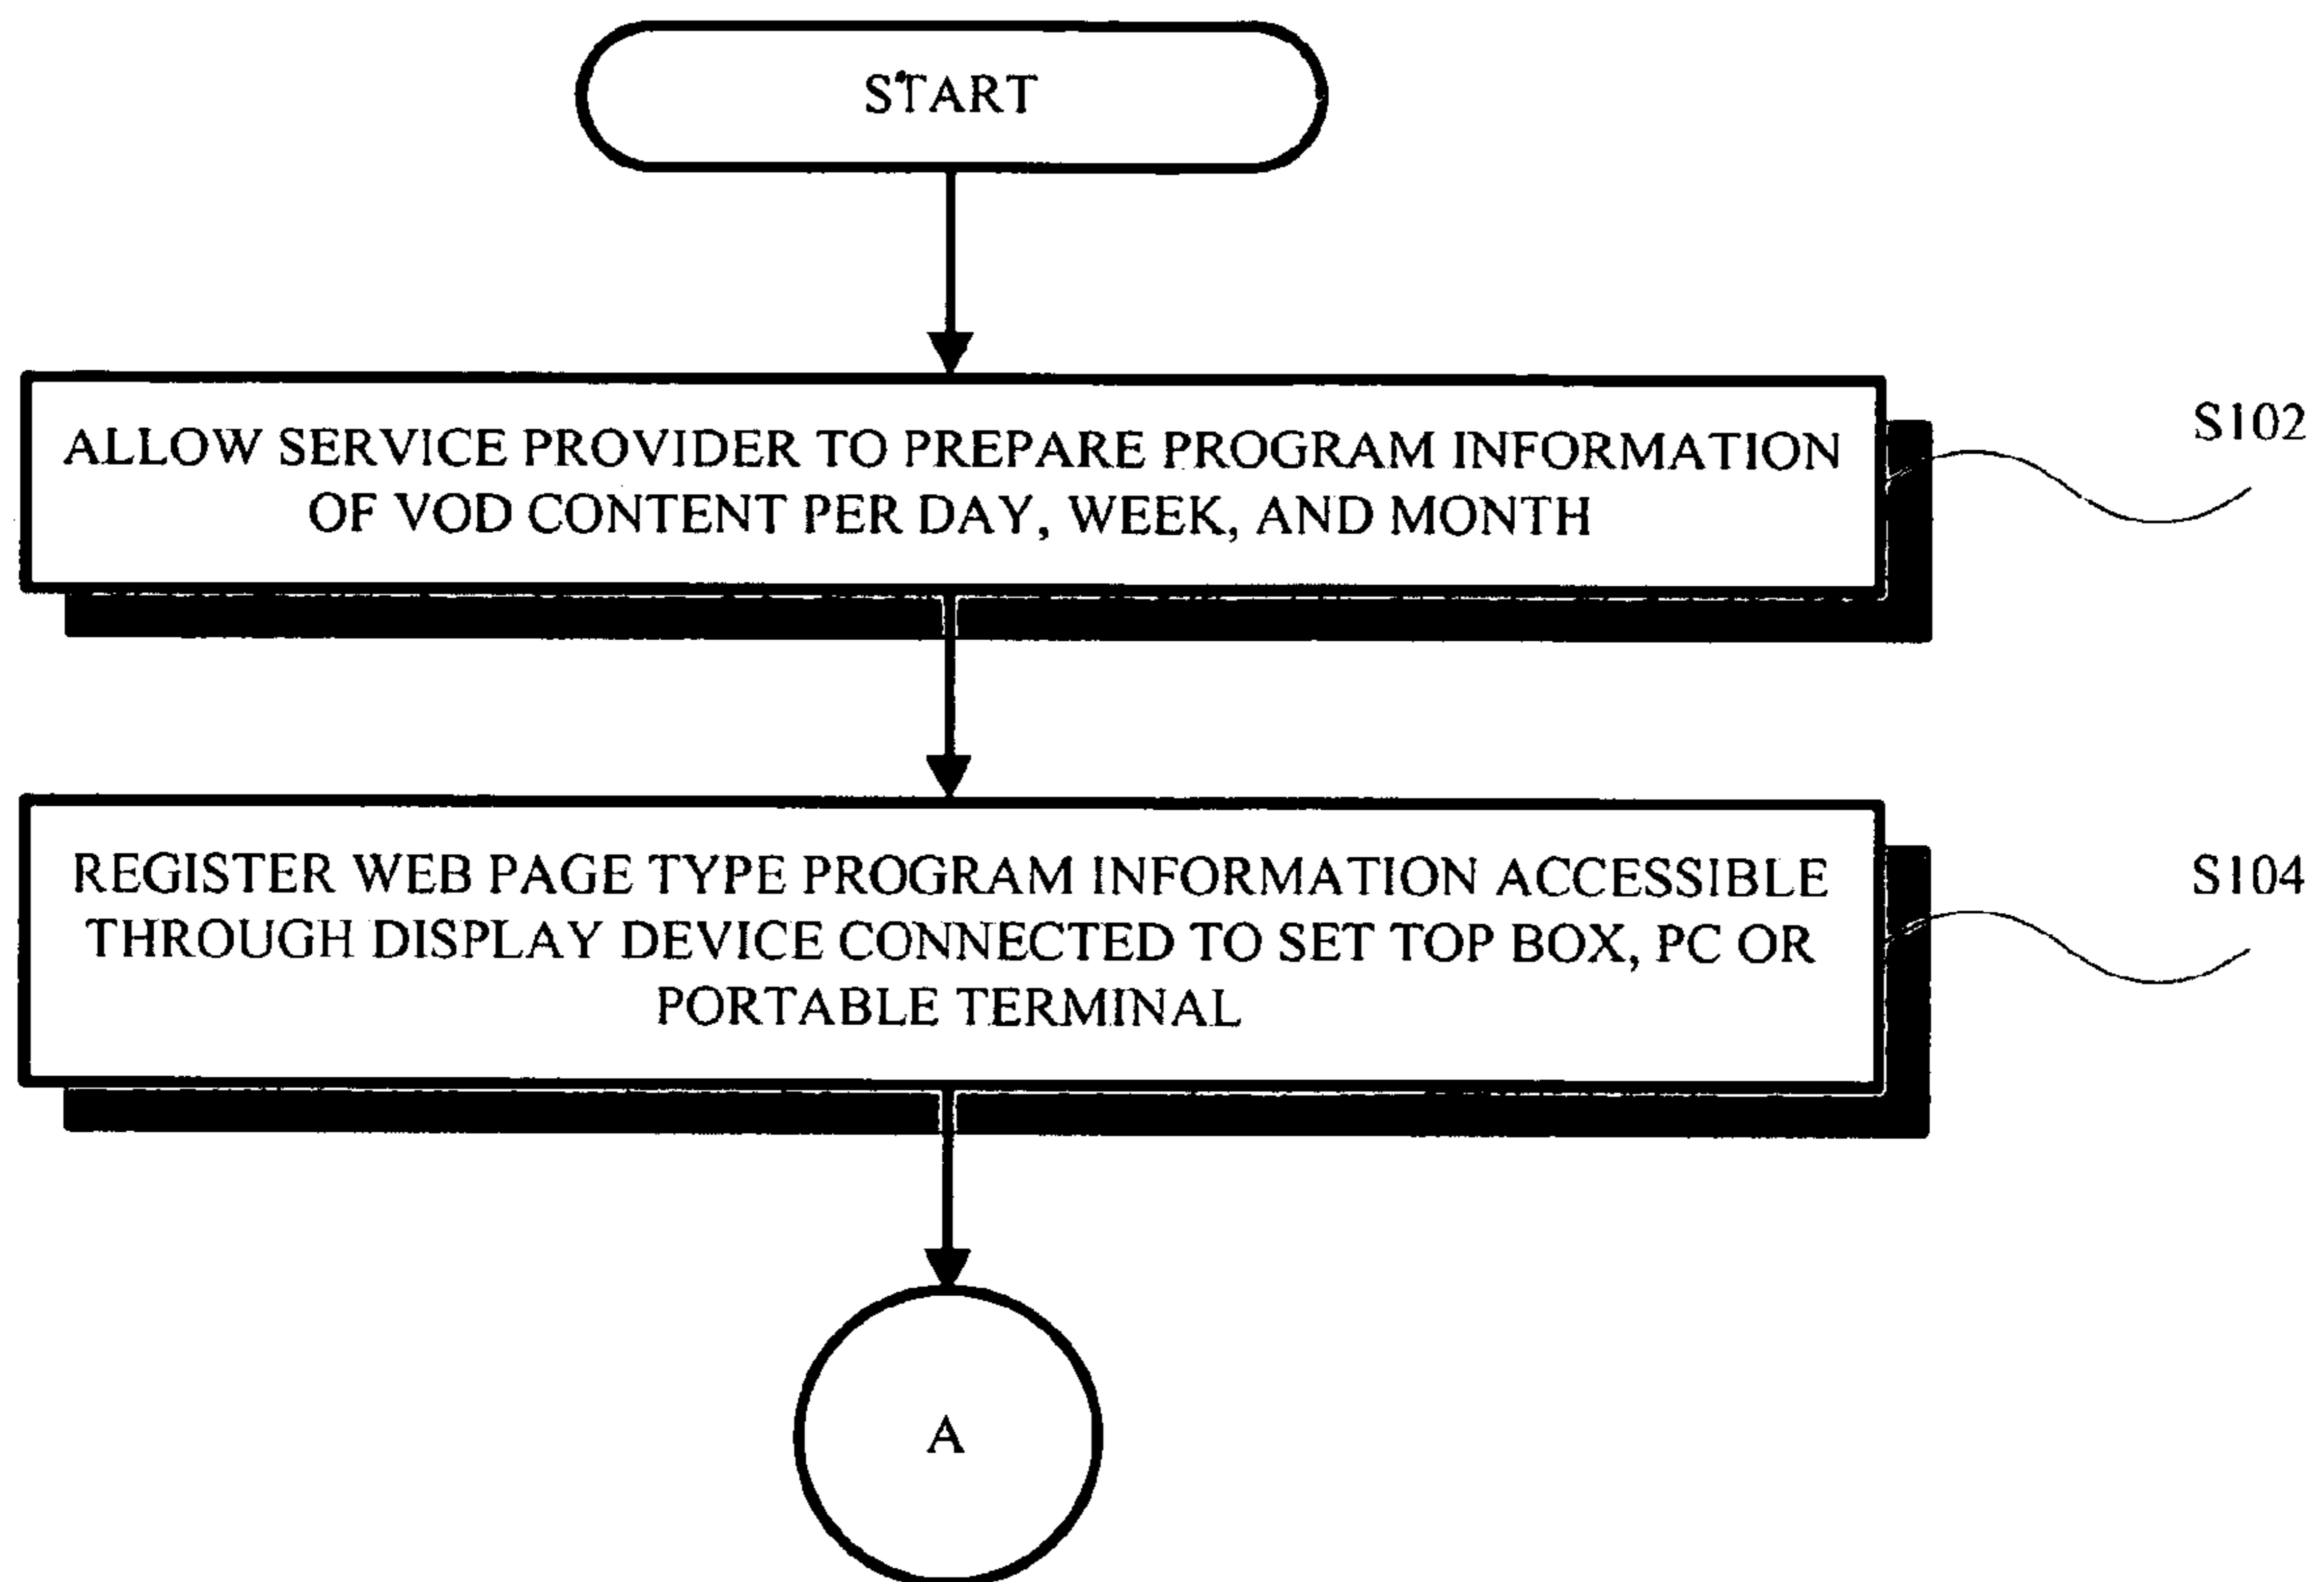 START
ALLOW SERVICE PROVIDER TO PREPARE PROGRAM INFORMATION
OF VOD CONTENT PER DAY, WEEK, AND MONTH
S102
REGISTER WEB PAGE TYPE PROGRAM INFORMATION ACCESSIBLE
THROUGH DISPLAY DEVICE CONNECTED TO SET TOP BOX, PC OR
PORTABLE TERMINAL
S104
A